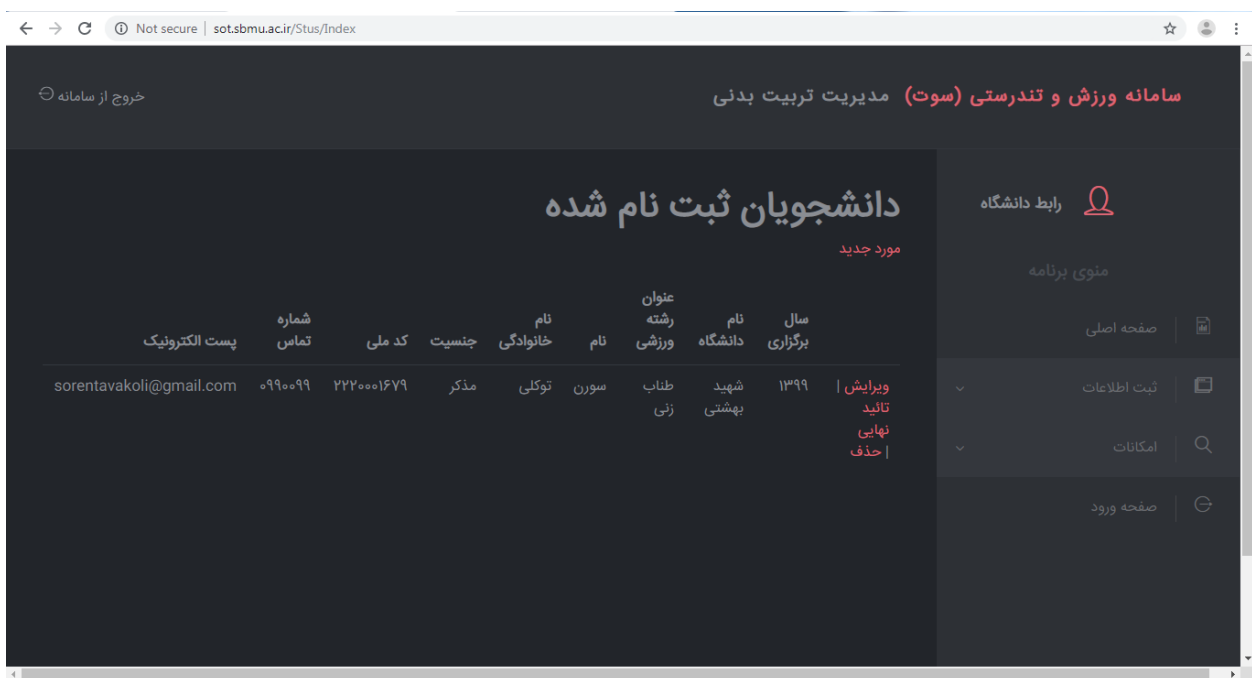 Not secure | sot.sbmu.ac.ir/Stus/Index
سامانه ورزش و تندرستی (سوت) مدیریت تربیت بدنی
خروج از سامانه
رابط دانشگاه
منوی برنامه
صفحه اصلی
ثبت اطلاعات
امکانات
صفحه ورود
دانشجویان ثبت نام شده
مورد جدید
سال برگزاری
نام دانشگاه
عنوان رشته ورزشی
نام
نام خانوادگی
جنسیت
کد ملی
شماره تماس
پست الکترونیک
ویرایش |
تائید
نهایی
| حذف
۱۳۹۹
شهید بهشتی
طناب زنی
سورن
توکلی
مذکر
۲۲۲۰۰۰۱۶۷۹
۰۹۹۰۰۹۹
sorentavakoli@gmail.com